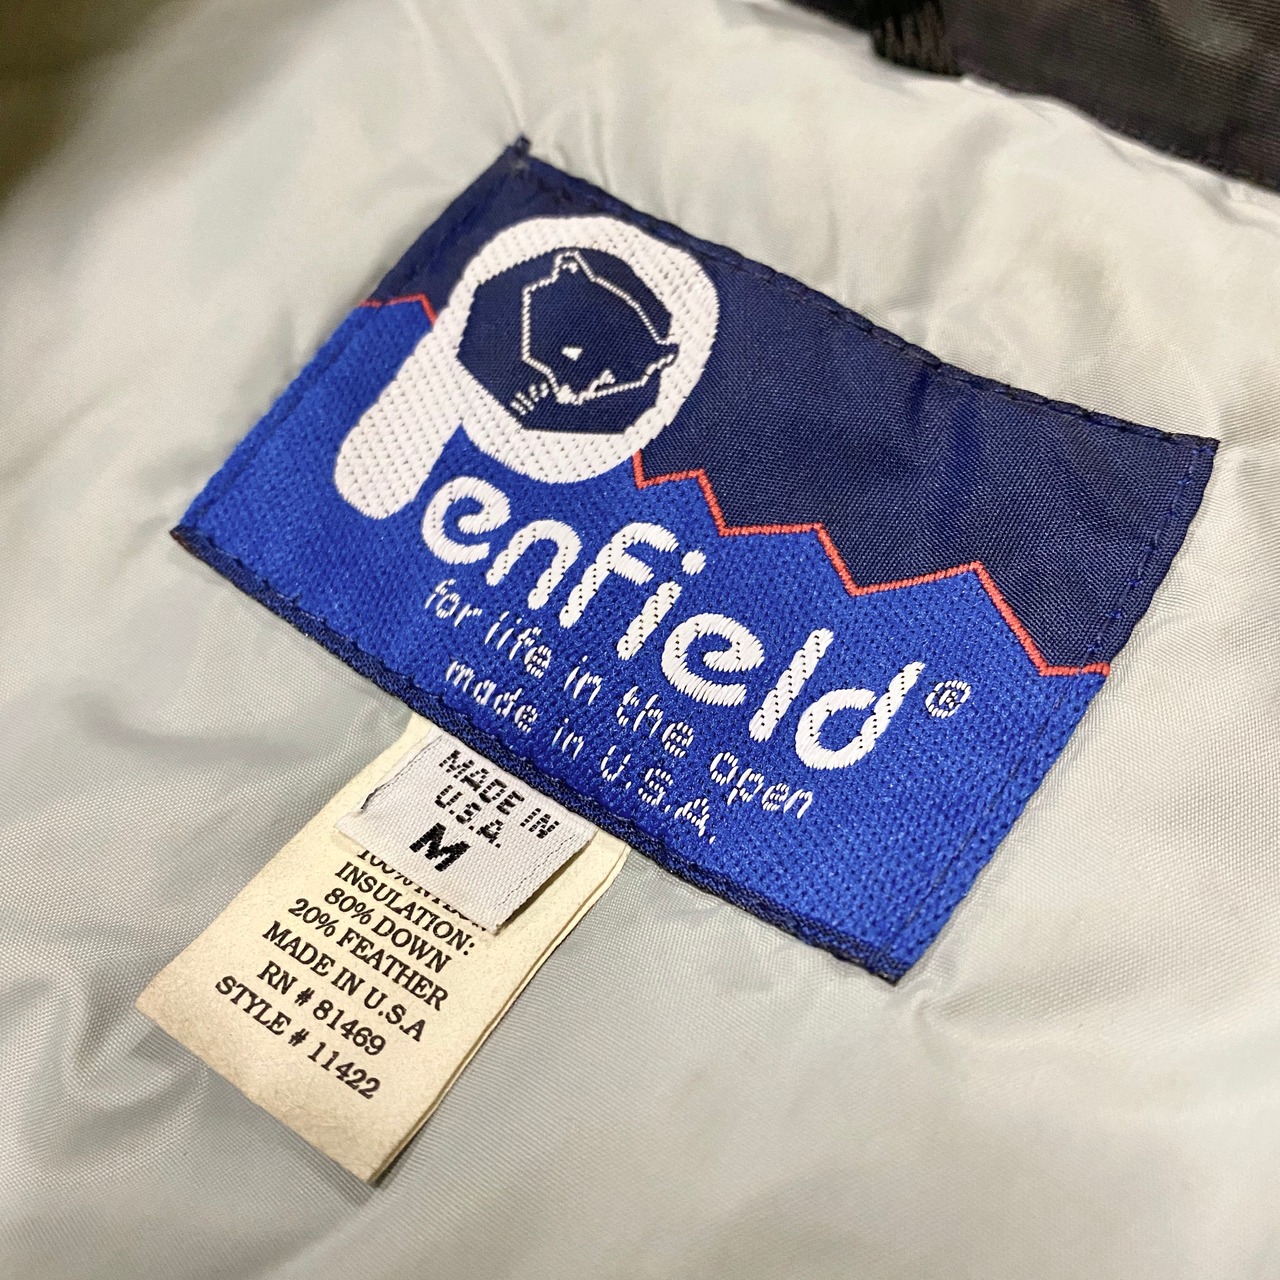 Penfield®
for life in the open
made in U.S.A.
MADE IN
U.S.A.
M
100%
INSULATION:
80% DOWN
20% FEATHER
MADE IN U.S.A
RN # 81469
STYLE # 11422